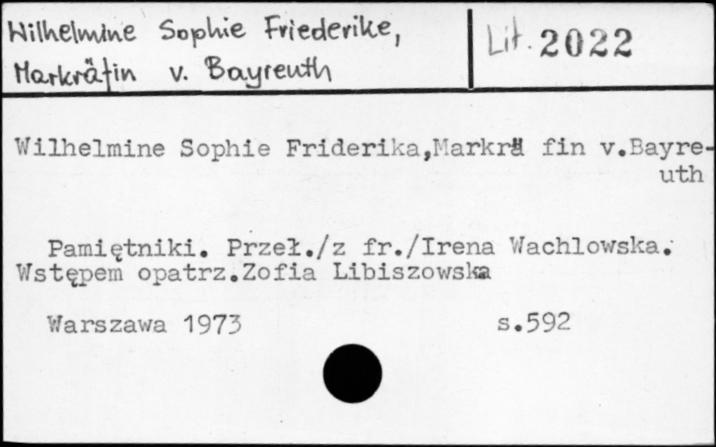 Wilhelmine Sophie Friederike,
Markräfin v. Bayreuth
Lit. 2022
Wilhelmine Sophie Friderika,Markrä fin v.Bayre-
uth
Pamiętniki. Przeł./z fr./Irena Wachlowska.
Wstępem opatrz.Zofia Libiszowska
Warszawa 1973 s.592